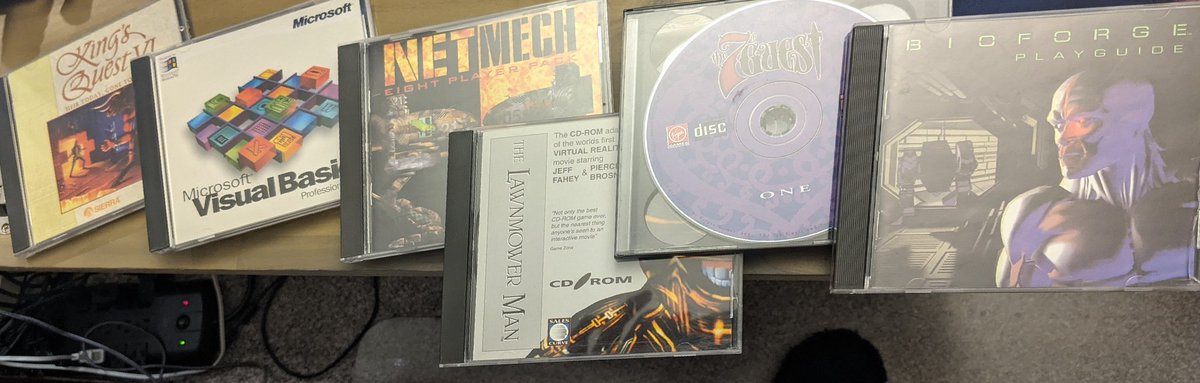 King's
Quest VI
Sierra
Microsoft
Microsoft
Visual Basic
Profession
NETMECH
EIGHT PLAYER PACK
THE LAWNMOWER MAN
The CD-ROM ada
of the worlds first
VIRTUAL REALIT
movie starring
JEFF PIERC
FAHEY & BROSN
"Not only the best
CD-ROM game ever,
but the nearest thing
anyone's seen to an
interactive movie"
Game Zone
CD ROM
SALES
CURVE
the 7th Guest
Virgin
disc
ONE
BIOFORGE
PLAYGUIDE